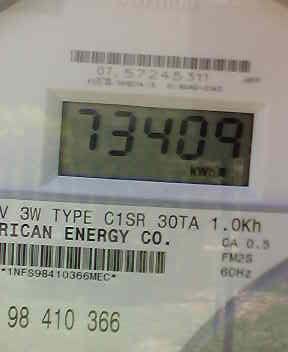 07. 57245311
73409
kWh
V 3W TYPE C1SR 30TA 1.0Kh
RICAN ENERGY CO.
CA 0.5
FM2S
60Hz
*1NFS98410366MEC*
98 410 366